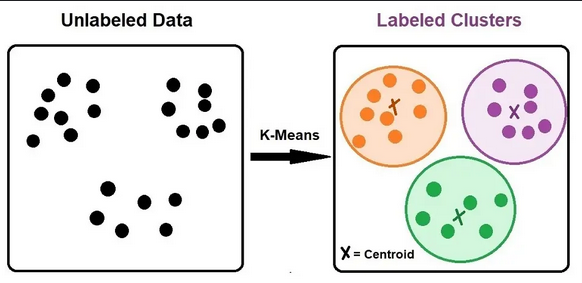 Unlabeled Data
Labeled Clusters
K-Means
X = Centroid